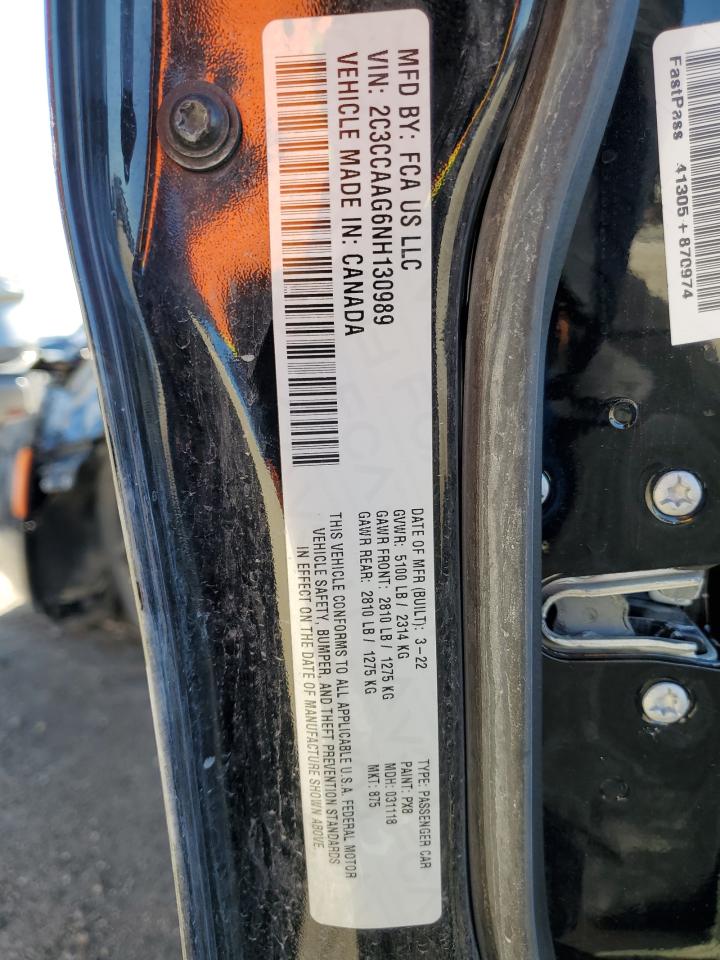 MFD BY: FCA US LLC
VIN: 2C3CCAAG6NH130989
VEHICLE MADE IN: CANADA
DATE OF MFR (BUILT): 3-22
GVWR: 5100 LB / 2314 KG
GAWR FRONT: 2810 LB / 1275 KG
GAWR REAR: 2810 LB / 1275 KG
THIS VEHICLE CONFORMS TO ALL APPLICABLE U.S.A. FEDERAL MOTOR
VEHICLE SAFETY, BUMPER, AND THEFT PREVENTION STANDARDS
IN EFFECT ON THE DATE OF MANUFACTURE SHOWN ABOVE.
TYPE: PASSENGER CAR
PAINT: PX8
MDH: 031118
MKT: 875
FastPass 41305 + 870974